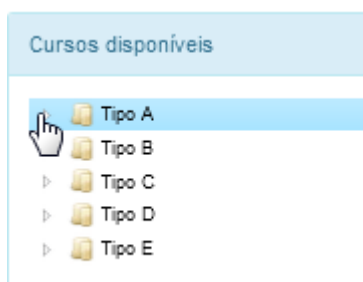 Cursos disponíveis
Tipo A
Tipo B
Tipo C
Tipo D
Tipo E